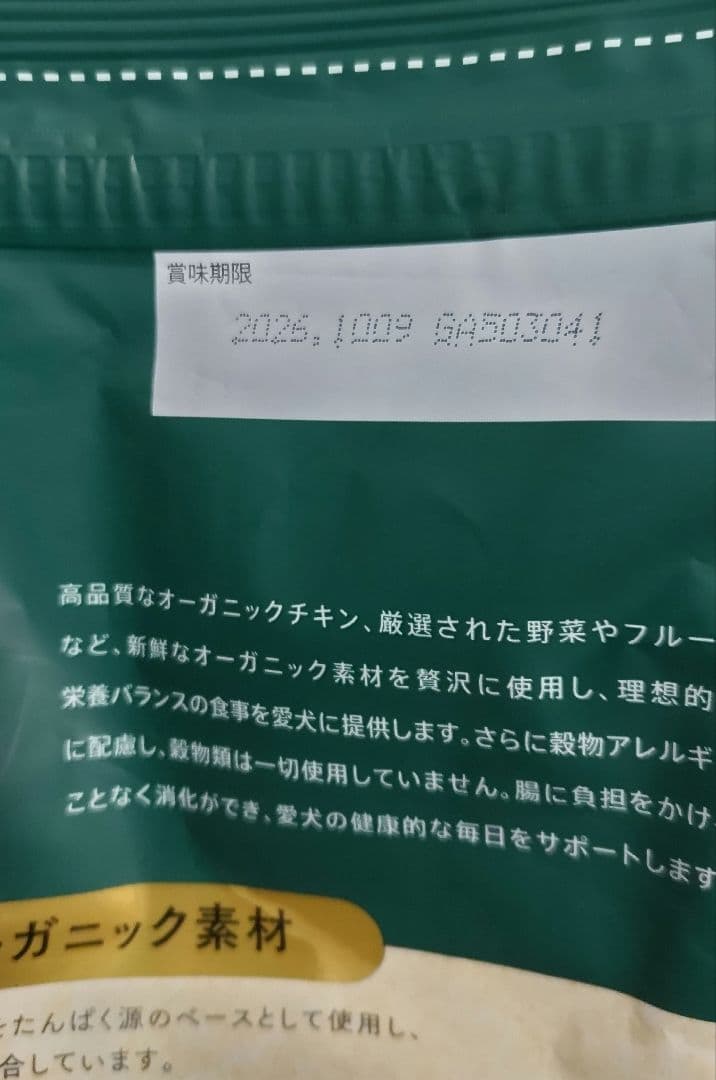 賞味期限
2026.1009 GA503041
高品質なオーガニックチキン、厳選された野菜やフルー
など、新鮮なオーガニック素材を贅沢に使用し、理想的
栄養バランスの食事を愛犬に提供します。さらに穀物アレルギ
に配慮し、穀物類は一切使用していません。腸に負担をかけ
ことなく消化ができ、愛犬の健康的な毎日をサポートします
ガニック素材
をたんぱく源のベースとして使用し、
合しています。